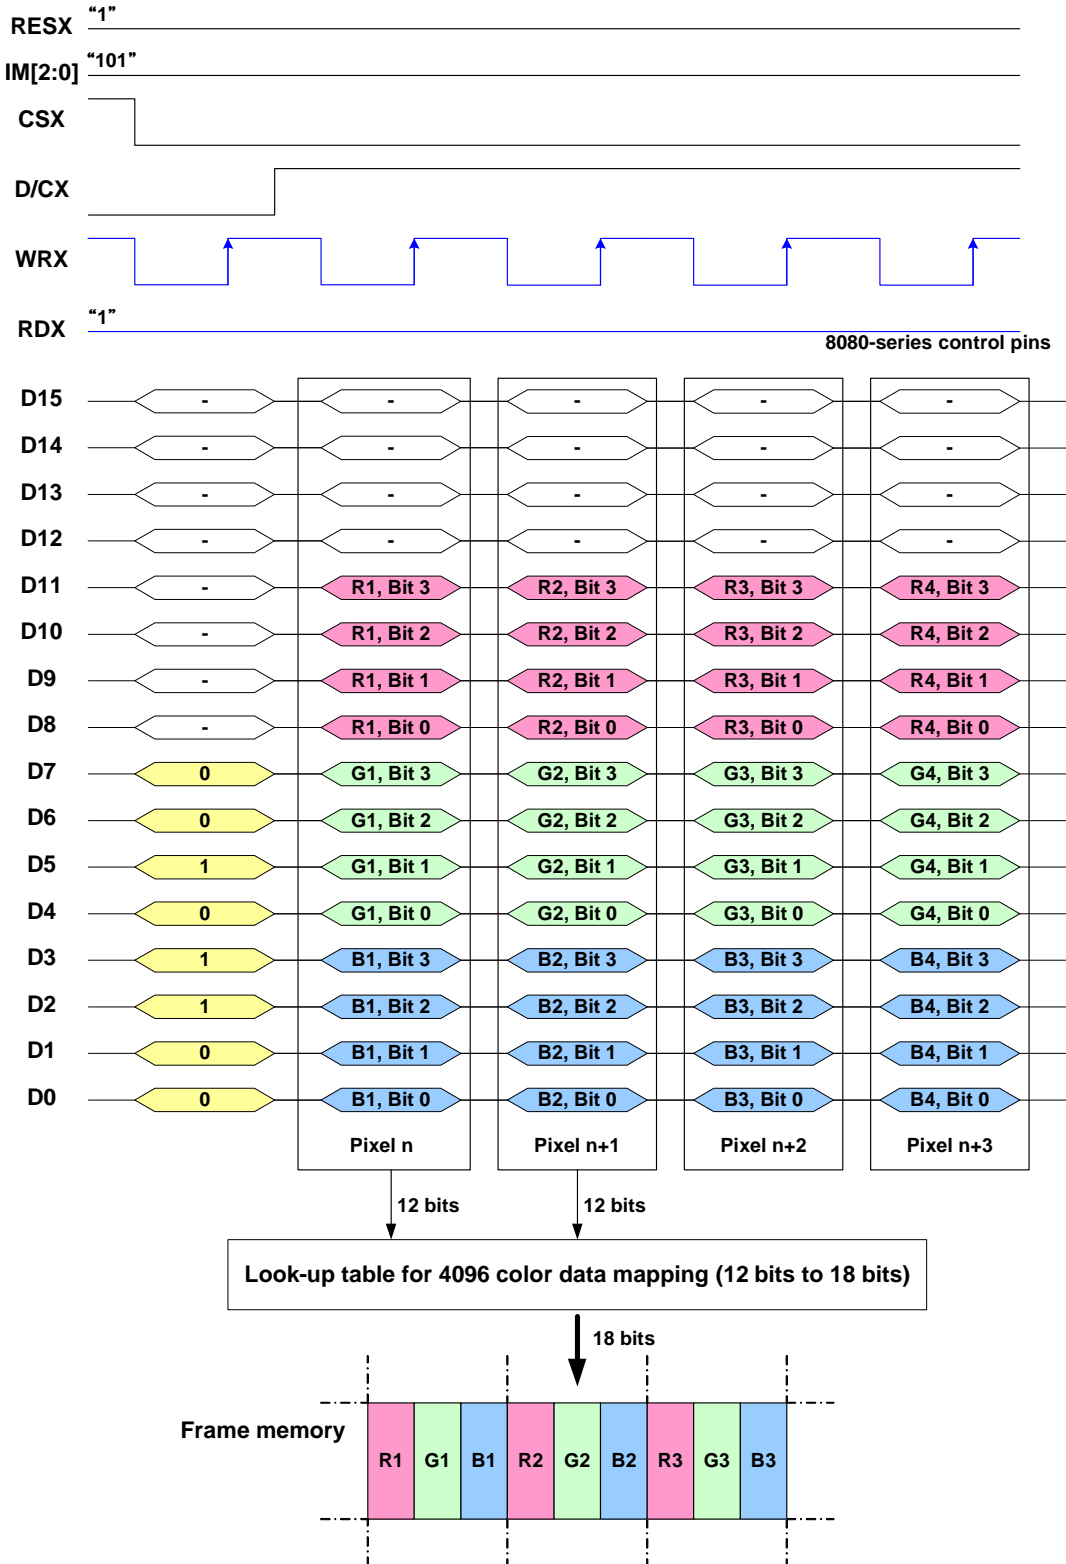 RESX "1"
IM[2:0] "101"
CSX
D/CX
WRX
RDX "1"
8080-series control pins
D15 - - - - -
D14 - - - - -
D13 - - - - -
D12 - - - - -
D11 - R1, Bit 3 R2, Bit 3 R3, Bit 3 R4, Bit 3
D10 - R1, Bit 2 R2, Bit 2 R3, Bit 2 R4, Bit 2
D9 - R1, Bit 1 R2, Bit 1 R3, Bit 1 R4, Bit 1
D8 - R1, Bit 0 R2, Bit 0 R3, Bit 0 R4, Bit 0
D7 0 G1, Bit 3 G2, Bit 3 G3, Bit 3 G4, Bit 3
D6 0 G1, Bit 2 G2, Bit 2 G3, Bit 2 G4, Bit 2
D5 1 G1, Bit 1 G2, Bit 1 G3, Bit 1 G4, Bit 1
D4 0 G1, Bit 0 G2, Bit 0 G3, Bit 0 G4, Bit 0
D3 1 B1, Bit 3 B2, Bit 3 B3, Bit 3 B4, Bit 3
D2 1 B1, Bit 2 B2, Bit 2 B3, Bit 2 B4, Bit 2
D1 0 B1, Bit 1 B2, Bit 1 B3, Bit 1 B4, Bit 1
D0 0 B1, Bit 0 B2, Bit 0 B3, Bit 0 B4, Bit 0
Pixel n Pixel n+1 Pixel n+2 Pixel n+3
12 bits 12 bits
Look-up table for 4096 color data mapping (12 bits to 18 bits)
18 bits
Frame memory
R1 G1 B1 R2 G2 B2 R3 G3 B3